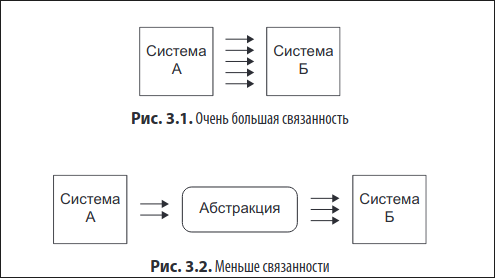 Система
А
Система
Б
Рис. 3.1. Очень большая связанность
Система
А
Абстракция
Система
Б
Рис. 3.2. Меньше связанности